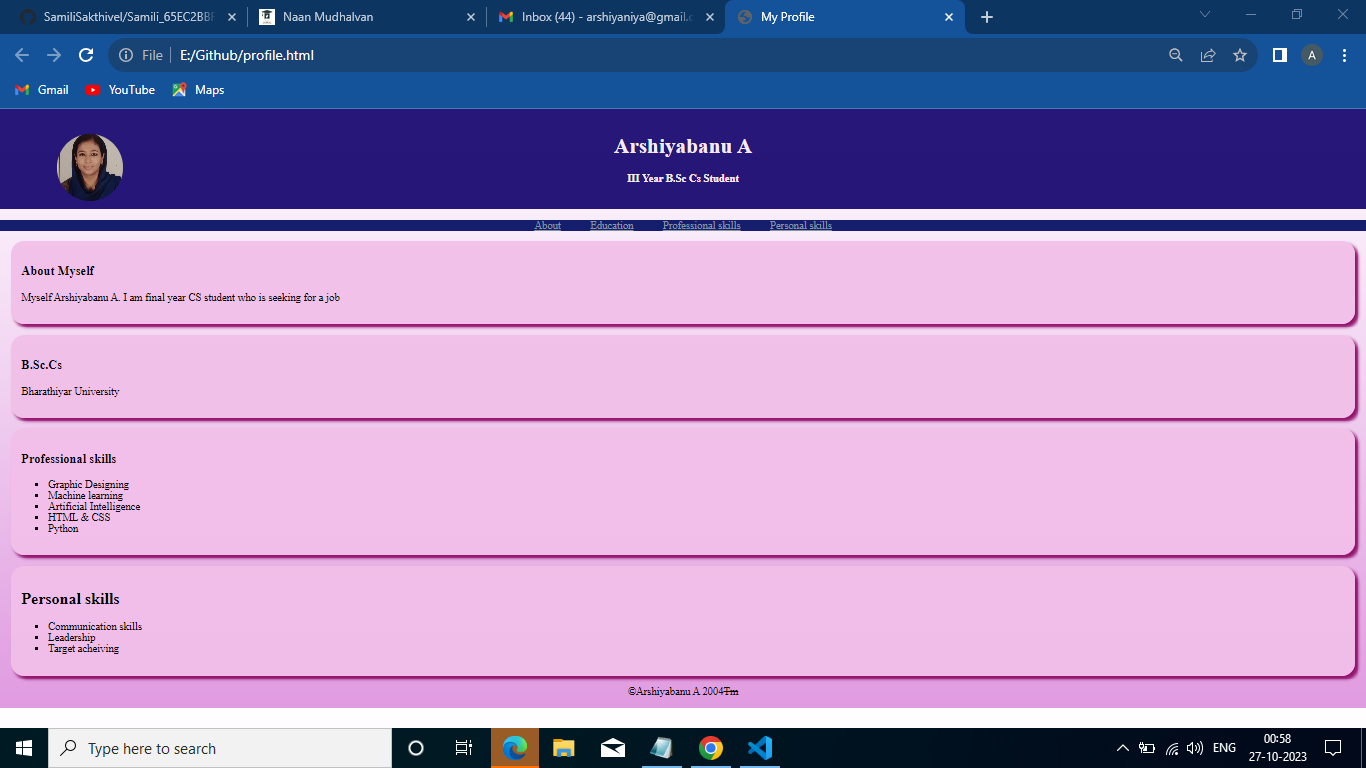 SamiliSakthivel/Samili_65EC2BBF
Naan Mudhalvan
Inbox (44) - arshiyaniya@gmail.c
My Profile
File
E:/Github/profile.html
A
Gmail
YouTube
Maps
Arshiyabanu A
III Year B.Sc Cs Student
About Education Professional skills Personal skills
About Myself
Myself Arshiyabanu A. I am final year CS student who is seeking for a job
B.Sc.Cs
Bharathiyar University
Professional skills
Graphic Designing
Machine learning
Artificial Intelligence
HTML & CSS
Python
Personal skills
Communication skills
Leadership
Target acheiving
©Arshiyabanu A 2004Tm
Type here to search
ENG
00:58
27-10-2023